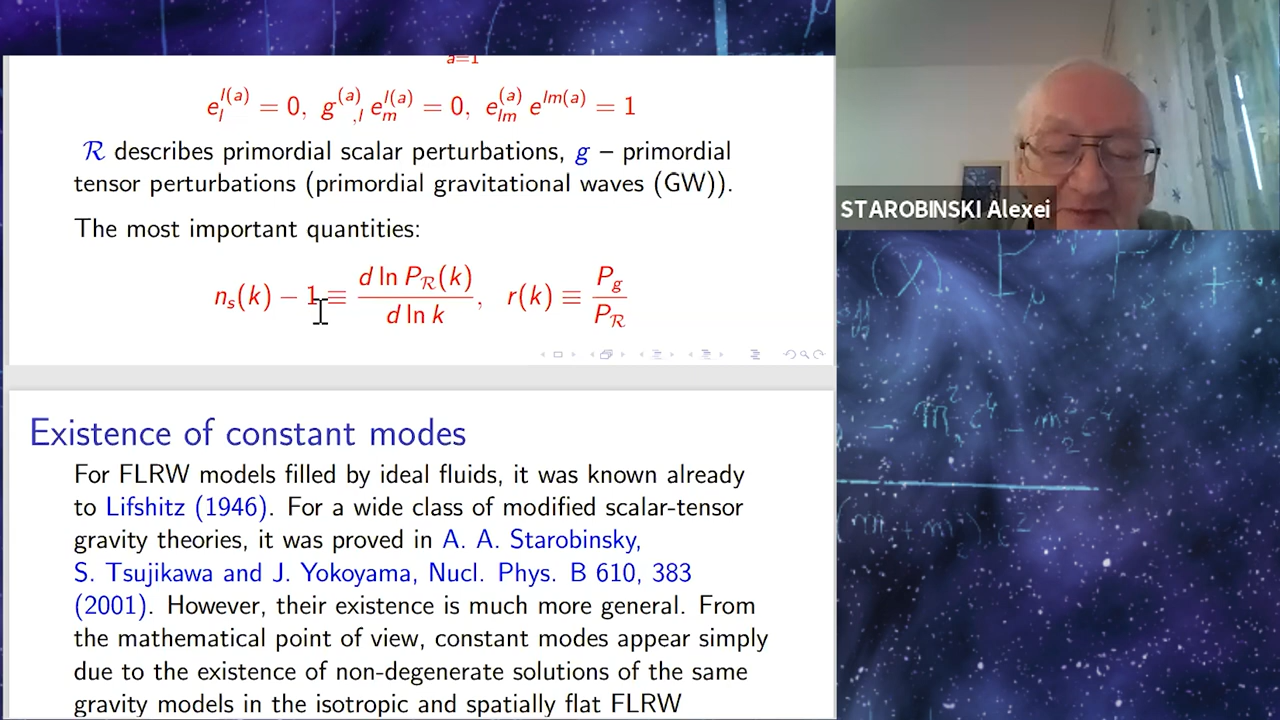 a=1
e_l^{l(a)} = 0, g_{,l}^{(a)} e_m^{l(a)} = 0, e_{lm}^{(a)} e^{lm(a)} = 1
ℛ describes primordial scalar perturbations, g – primordial
tensor perturbations (primordial gravitational waves (GW)).
The most important quantities:
n_s(k) − 1 ≡ d ln P_ℛ(k) / d ln k, r(k) ≡ P_g / P_ℛ
Existence of constant modes
For FLRW models filled by ideal fluids, it was known already
to Lifshitz (1946). For a wide class of modified scalar-tensor
gravity theories, it was proved in A. A. Starobinsky,
S. Tsujikawa and J. Yokoyama, Nucl. Phys. B 610, 383
(2001). However, their existence is much more general. From
the mathematical point of view, constant modes appear simply
due to the existence of non-degenerate solutions of the same
gravity models in the isotropic and spatially flat FLRW
STAROBINSKI Alexei